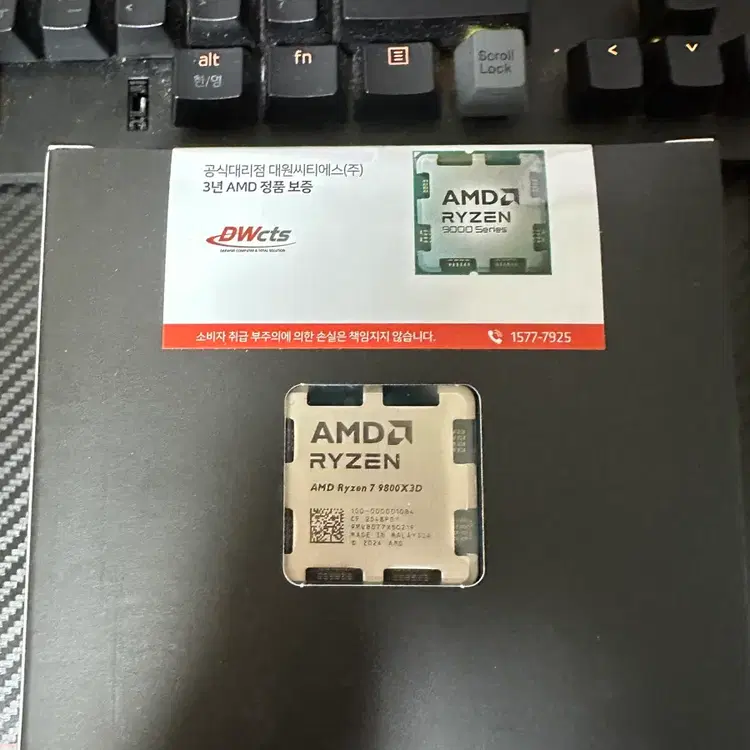 alt
한/영
fn
Scroll
Lock
공식대리점 대원씨티에스(주)
3년 AMD 정품 보증
DWcts
AMD
RYZEN
9000 Series
소비자 취급 부주의에 의한 손실은 책임지지 않습니다.
1577-7925
AMD
RYZEN
AMD Ryzen 7 9800X3D
100-000001084
MADE IN MALAYSIA
© 2024 AMD